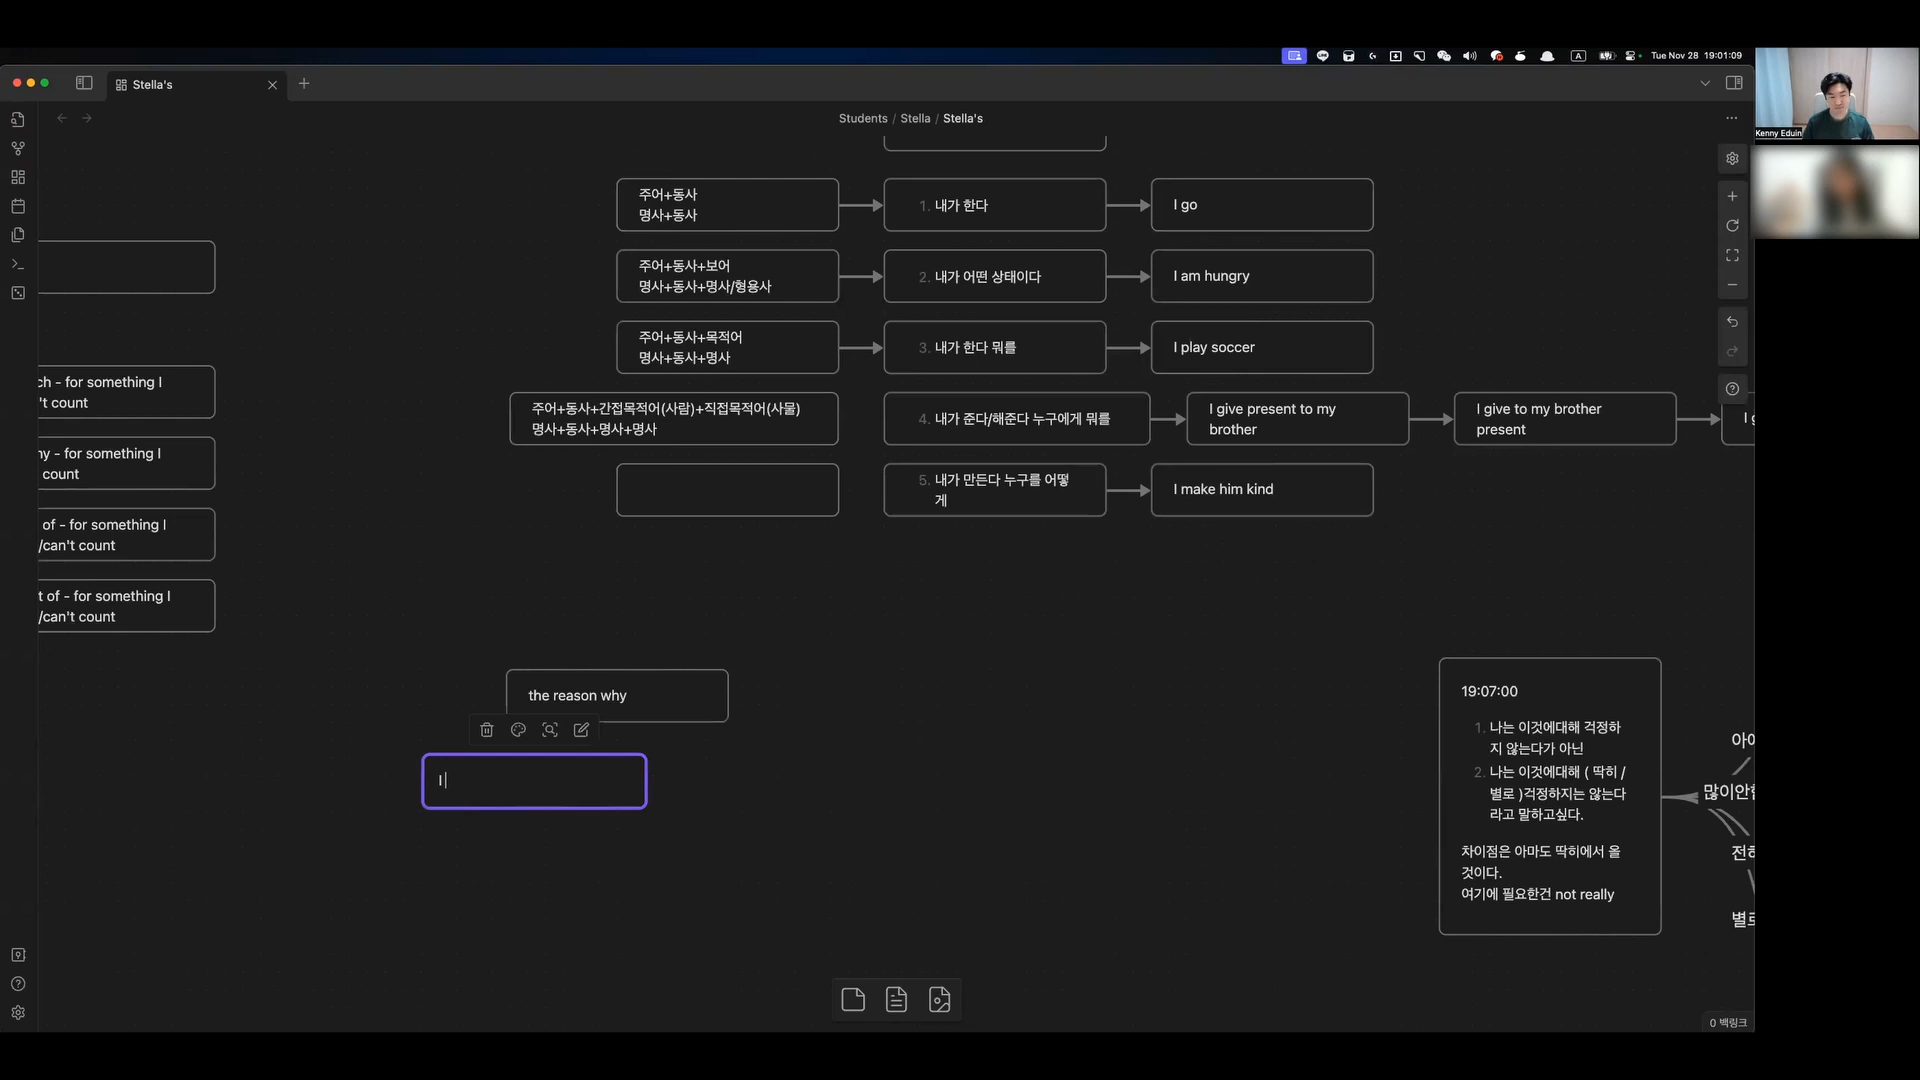 Tue Nov 28 19:01:09
Stella's
Students / Stella / Stella's
Kenny Eduin
주어+동사
명사+동사
1. 내가 한다
I go
주어+동사+보어
명사+동사+명사/형용사
2. 내가 어떤 상태이다
I am hungry
주어+동사+목적어
명사+동사+명사
3. 내가 한다 뭐를
I play soccer
주어+동사+간접목적어(사람)+직접목적어(사물)
명사+동사+명사+명사
4. 내가 준다/해준다 누구에게 뭐를
I give present to my
brother
I give to my brother
present
5. 내가 만든다 누구를 어떻
게
I make him kind
ch - for something I
't count
ny - for something I
count
of - for something I
/can't count
t of - for something I
/can't count
the reason why
I
19:07:00
1. 나는 이것에대해 걱정하
지 않는다가 아닌
2. 나는 이것에대해 ( 딱히 /
별로 )걱정하지는 않는다
라고 말하고싶다.
차이점은 아마도 딱히에서 올
것이다.
여기에 필요한건 not really
많이안
0 백링크